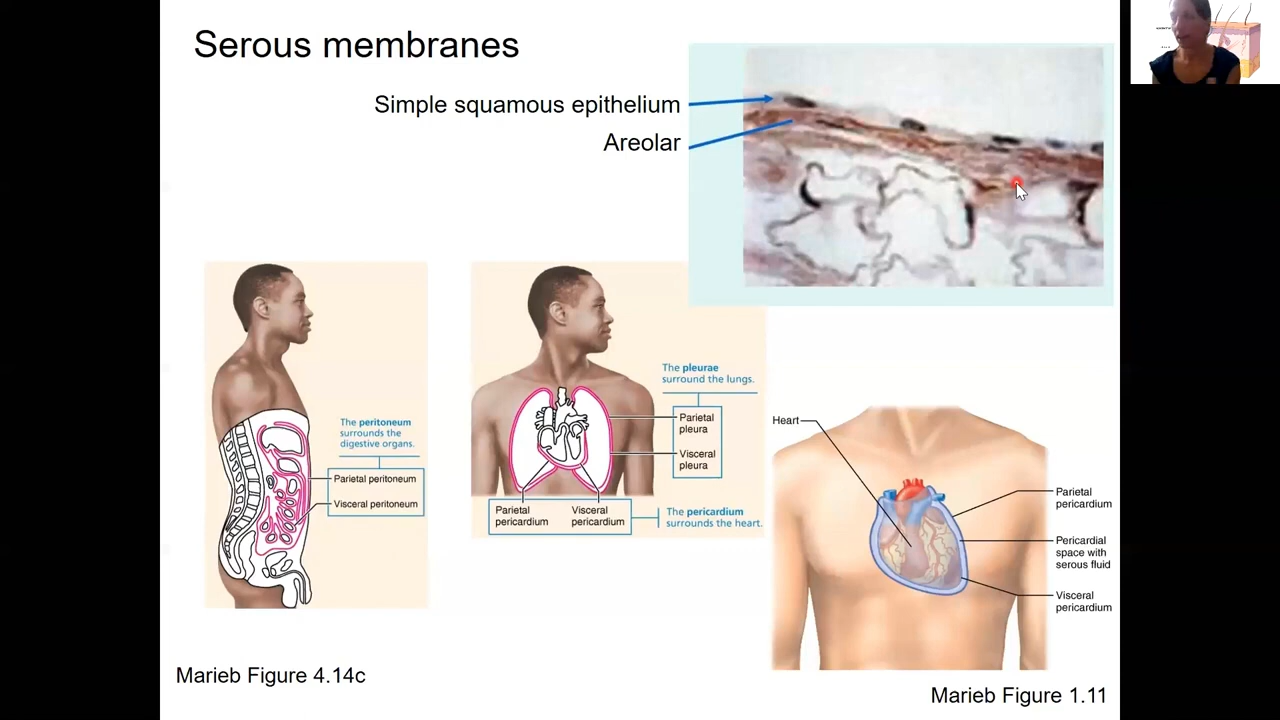 Serous membranes
Simple squamous epithelium
Areolar
The peritoneum
surrounds the
digestive organs.
Parietal peritoneum
Visceral peritoneum
The pleurae
surround the lungs.
Parietal
pleura
Visceral
pleura
Parietal
pericardium
Visceral
pericardium
The pericardium
surrounds the heart.
Heart
Parietal
pericardium
Pericardial
space with
serous fluid
Visceral
pericardium
Marieb Figure 4.14c
Marieb Figure 1.11